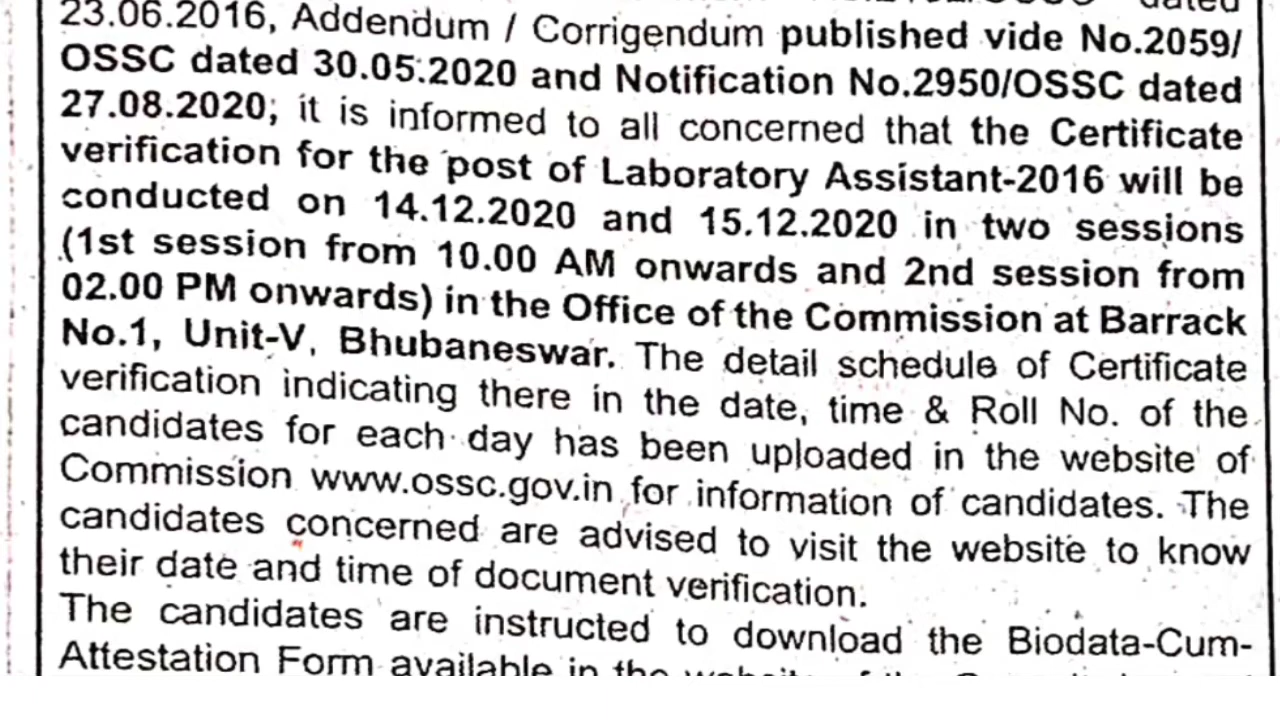 dated
23.06.2016, Addendum / Corrigendum published vide No.2059/
OSSC dated 30.05.2020 and Notification No.2950/OSSC dated
27.08.2020; it is informed to all concerned that the Certificate
verification for the post of Laboratory Assistant-2016 will be
conducted on 14.12.2020 and 15.12.2020 in two sessions
(1st session from 10.00 AM onwards and 2nd session from
02.00 PM onwards) in the Office of the Commission at Barrack
No.1, Unit-V, Bhubaneswar. The detail schedule of Certificate
verification indicating there in the date, time & Roll No. of the
candidates for each day has been uploaded in the website of
Commission www.ossc.gov.in for information of candidates. The
candidates concerned are advised to visit the website to know
their date and time of document verification.
The candidates are instructed to download the Biodata-Cum-
Attestation Form available in the website of the